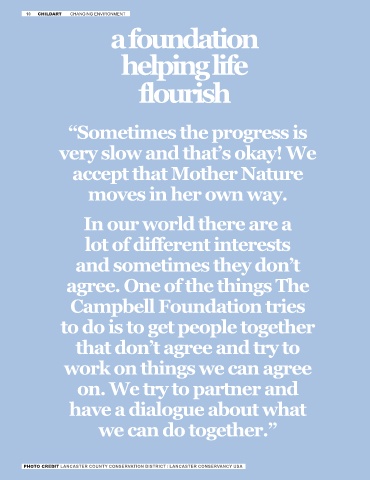 10 CHILDART CHANGING ENVIRONMENT
a foundation
helping life
flourish
“Sometimes the progress is
very slow and that’s okay! We
accept that Mother Nature
moves in her own way.
In our world there are a
lot of different interests
and sometimes they don’t
agree. One of the things The
Campbell Foundation tries
to do is to get people together
that don’t agree and try to
work on things we can agree
on. We try to partner and
have a dialogue about what
we can do together.”
PHOTO CREDIT LANCASTER COUNTY CONSERVATION DISTRICT | LANCASTER CONSERVANCY USA